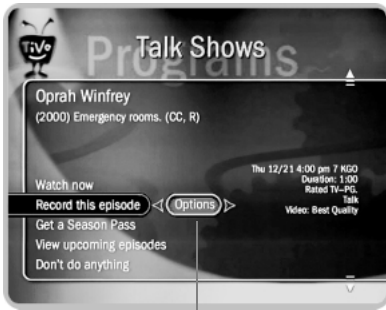 TiVo
Programs
Talk Shows
Oprah Winfrey
(2000) Emergency rooms. (CC, R)
Thu 12/21 4:00 pm 7 KGO
Duration: 1:00
Rated TV–PG.
Talk
Video: Best Quality
Watch now
Record this episode
Options
Get a Season Pass
View upcoming episodes
Don't do anything